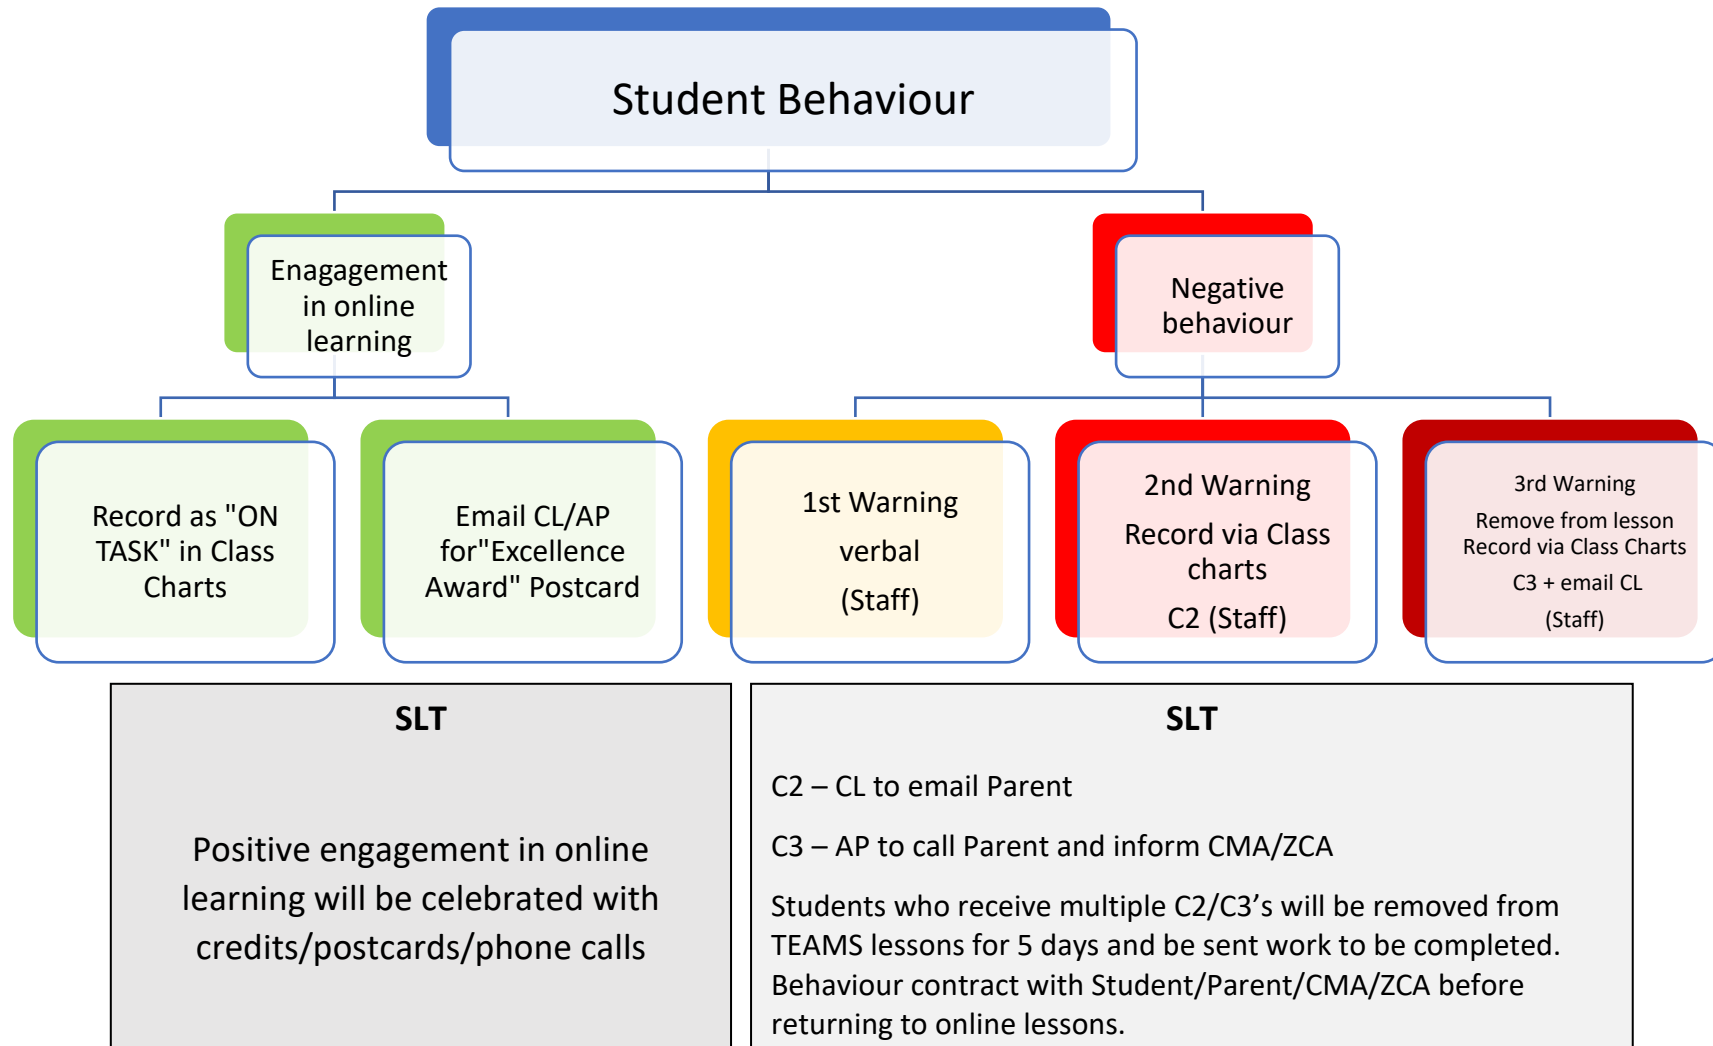 Student Behaviour
Enagagement
in online
learning
Negative
behaviour
Record as "ON
TASK" in Class
Charts
Email CL/AP
for"Excellence
Award" Postcard
1st Warning
verbal
(Staff)
2nd Warning
Record via Class
charts
C2 (Staff)
3rd Warning
Remove from lesson
Record via Class Charts
C3 + email CL
(Staff)
SLT
Positive engagement in online
learning will be celebrated with
credits/postcards/phone calls
SLT
C2 – CL to email Parent
C3 – AP to call Parent and inform CMA/ZCA
Students who receive multiple C2/C3’s will be removed from
TEAMS lessons for 5 days and be sent work to be completed.
Behaviour contract with Student/Parent/CMA/ZCA before
returning to online lessons.